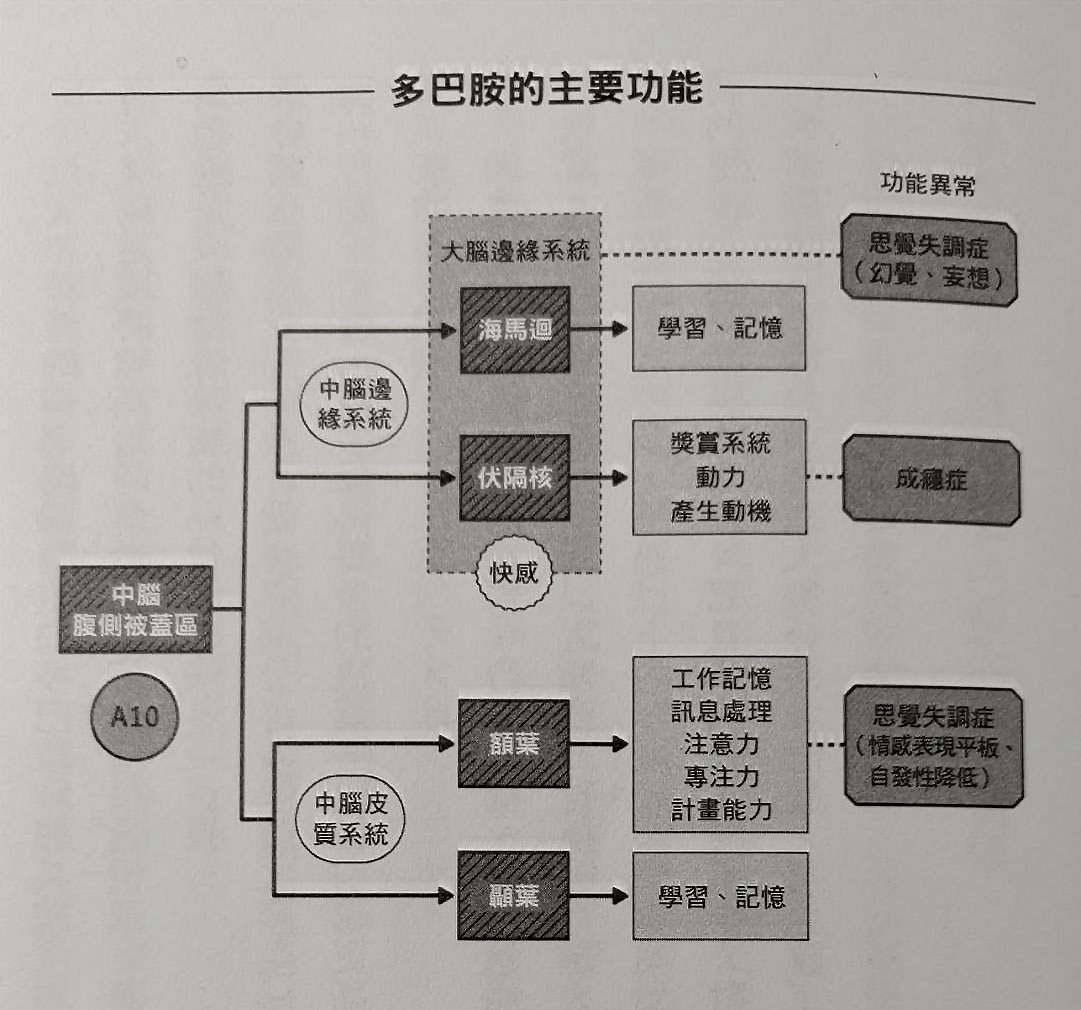 多巴胺的主要功能
功能異常
大腦邊緣系統
思覺失調症
（幻覺、妄想）
海馬迴
學習、記憶
中腦邊
緣系統
伏隔核
獎賞系統
動力
產生動機
成癮症
快感
中腦
腹側被蓋區
A10
額葉
工作記憶
訊息處理
注意力
專注力
計畫能力
思覺失調症
（情感表現平板、
自發性降低）
中腦皮
質系統
顳葉
學習、記憶